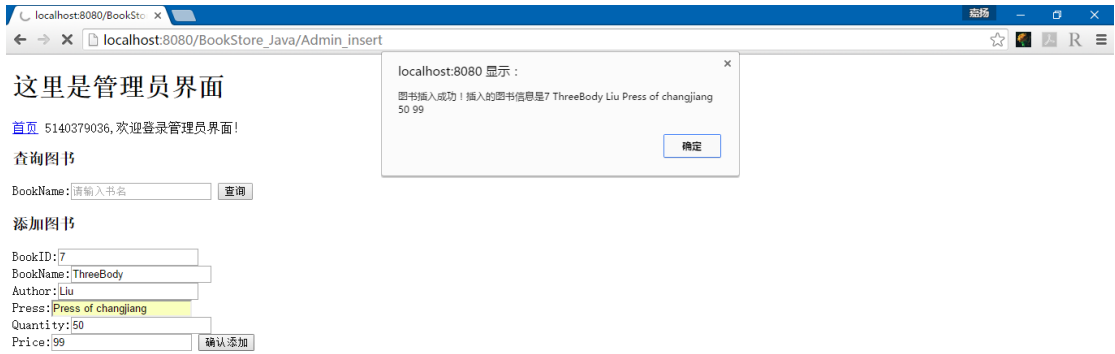 localhost:8080/BookSto
嘉扬
localhost:8080/BookStore_Java/Admin_insert
R
localhost:8080 显示：
图书插入成功！插入的图书信息是7 ThreeBody Liu Press of changjiang
50 99
确定
这里是管理员界面
首页 5140379036,欢迎登录管理员界面!
查询图书
BookName:请输入书名 查询
添加图书
BookID:7
BookName:ThreeBody
Author:Liu
Press:Press of changjiang
Quantity:50
Price:99 确认添加